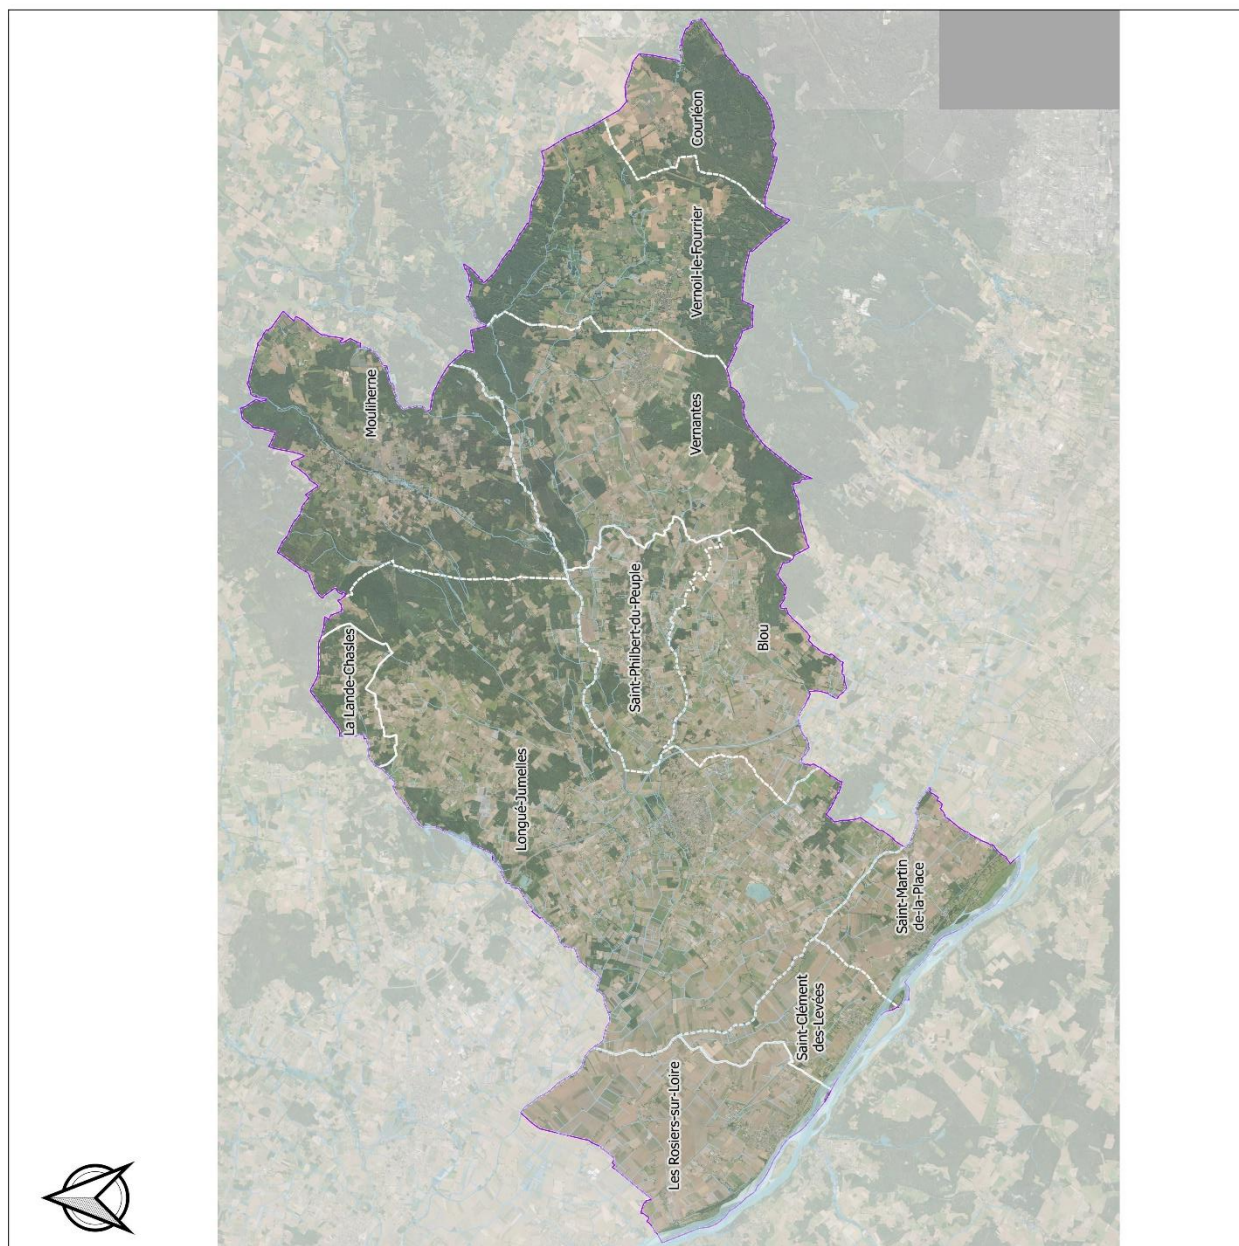 Courléon
Vernoil-le-Fourrier
Mouliherne
Vernantes
Saint-Philbert-du-Peuple
Blou
La Lande-Chasles
Longué-Jumelles
Saint-Martin
de-la-Place
Saint-Clément
des-Levées
Les Rosiers-sur-Loire